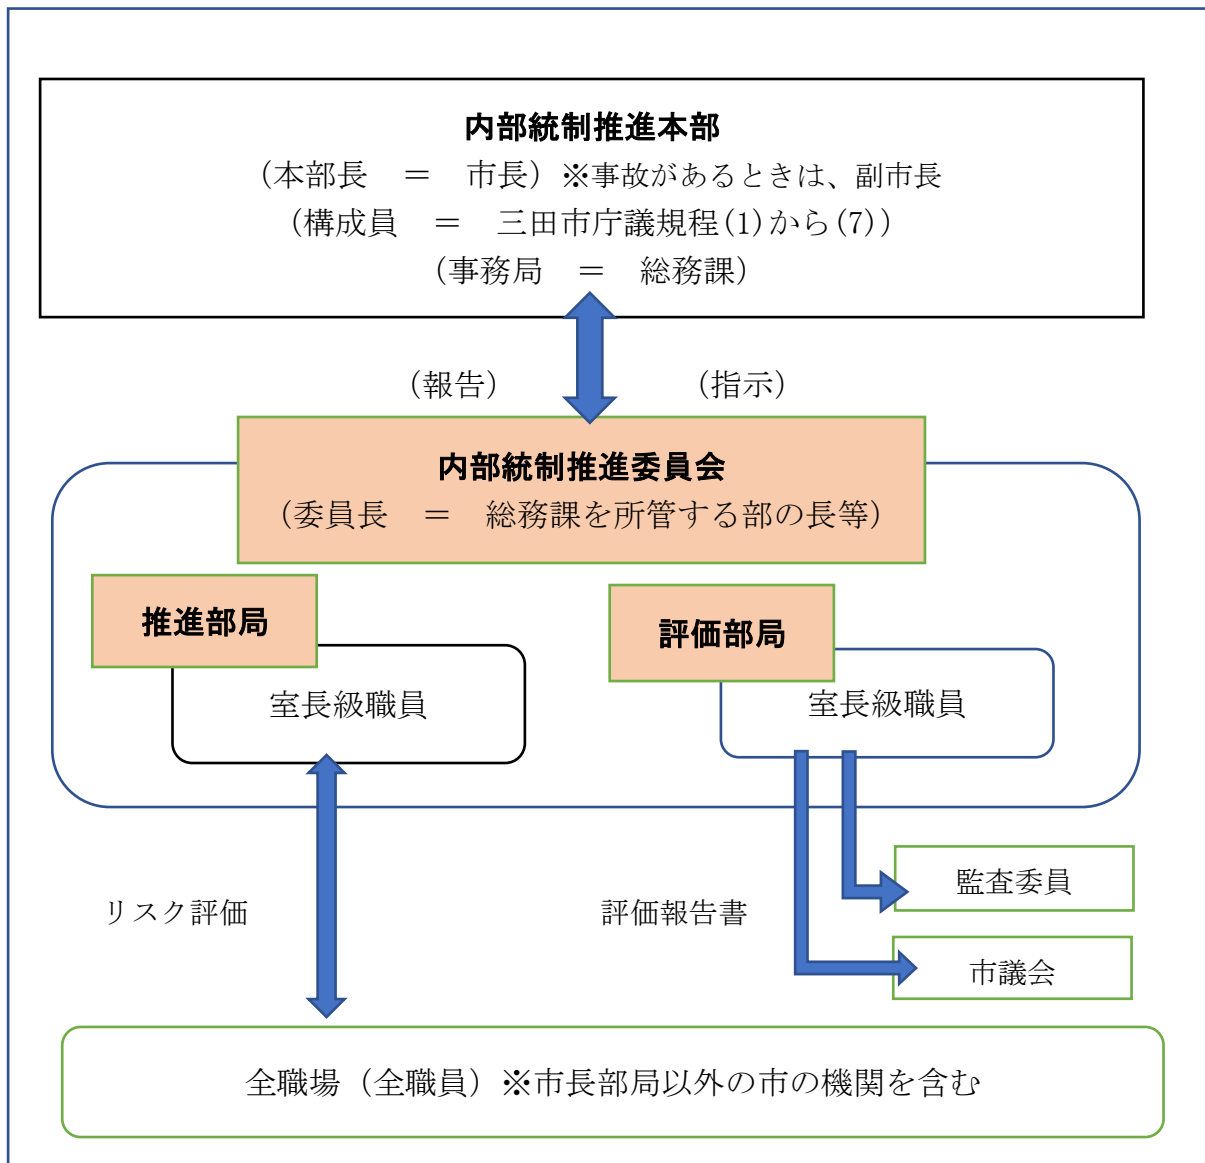 内部統制推進本部
（本部長　＝　市長）※事故があるときは、副市長
（構成員　＝　三田市庁議規程(1)から(7)）
（事務局　＝　総務課）
（報告）
（指示）
内部統制推進委員会
（委員長　＝　総務課を所管する部の長等）
推進部局
室長級職員
評価部局
室長級職員
リスク評価
評価報告書
監査委員
市議会
全職場（全職員）※市長部局以外の市の機関を含む